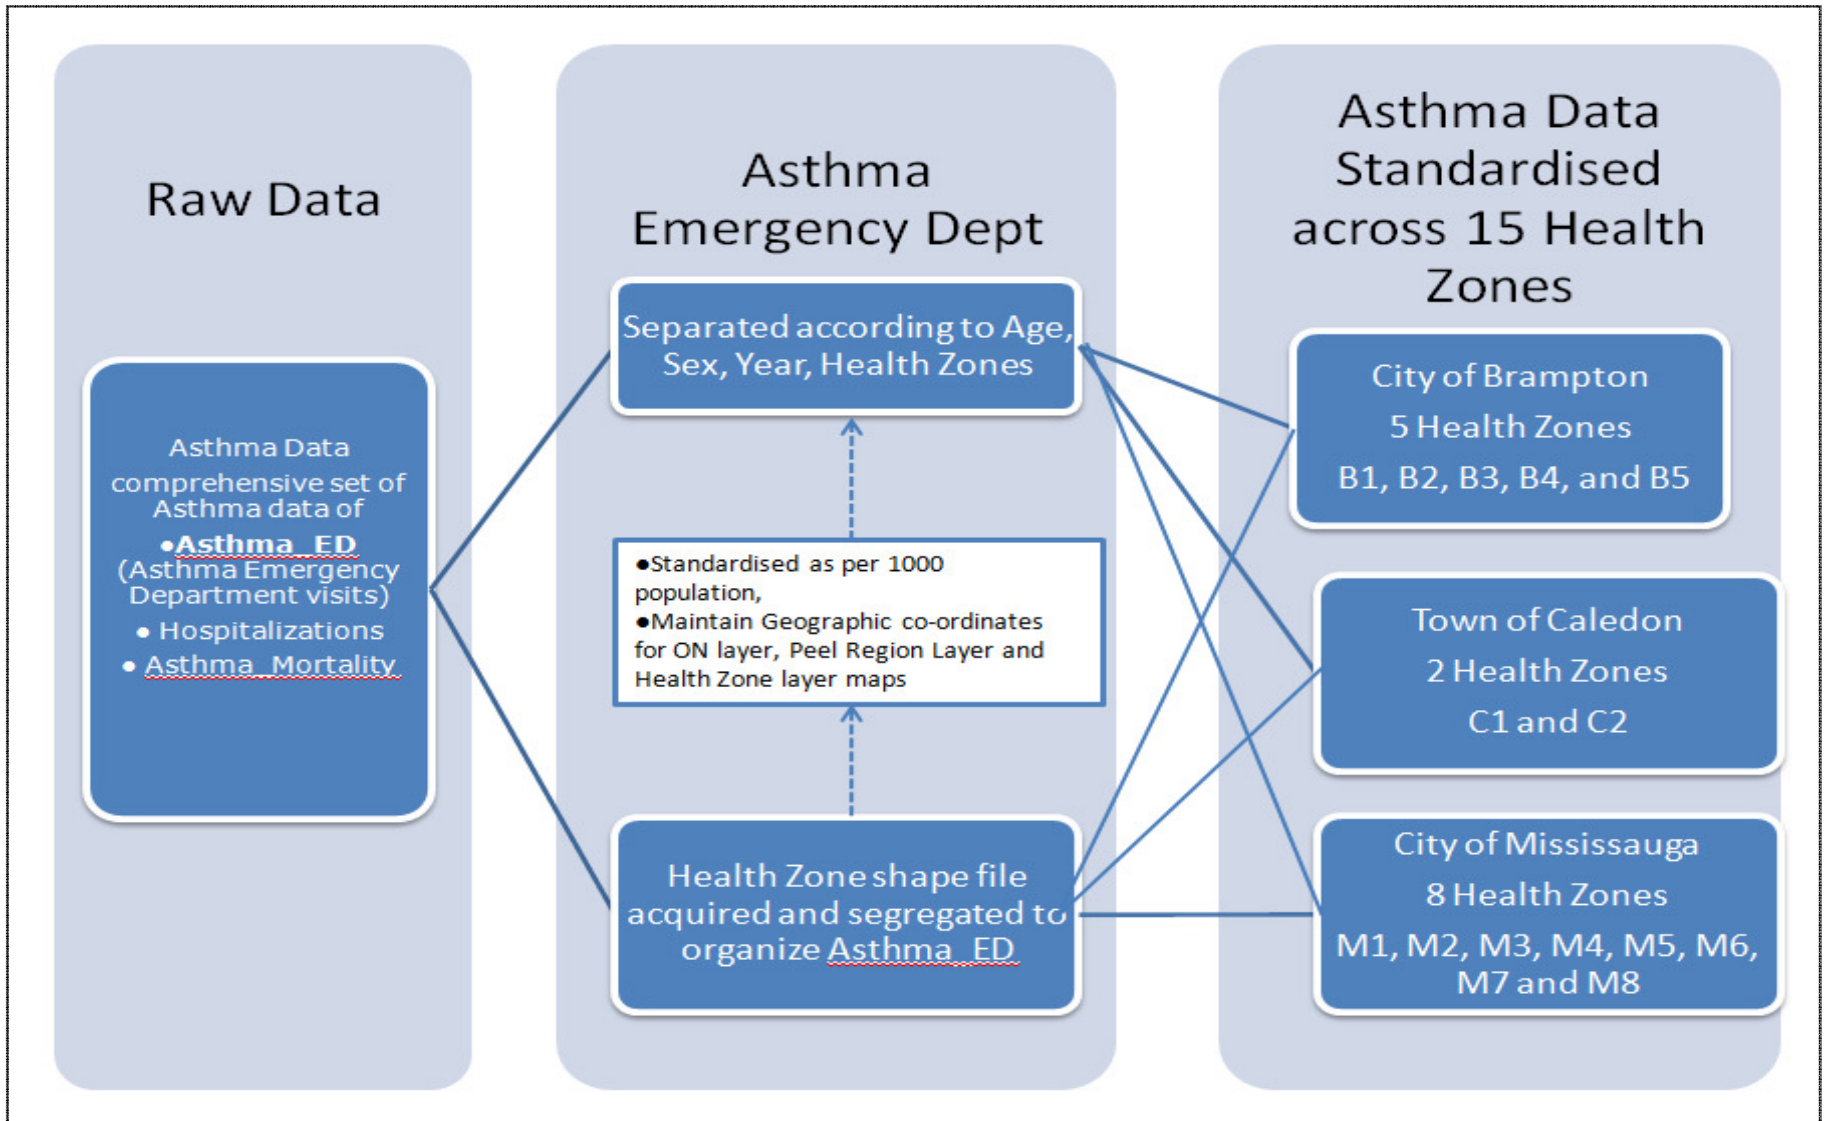 Raw Data
Asthma Data
comprehensive set of
Asthma data of
●Asthma_ED
(Asthma Emergency
Department visits)
● Hospitalizations
● Asthma_Mortality
Asthma
Emergency Dept
Separated according to Age,
Sex, Year, Health Zones
●Standardised as per 1000
population,
●Maintain Geographic co-ordinates
for ON layer, Peel Region Layer and
Health Zone layer maps
Health Zone shape file
acquired and segregated to
organize Asthma_ED
Asthma Data
Standardised
across 15 Health
Zones
City of Brampton
5 Health Zones
B1, B2, B3, B4, and B5
Town of Caledon
2 Health Zones
C1 and C2
City of Mississauga
8 Health Zones
M1, M2, M3, M4, M5, M6,
M7 and M8